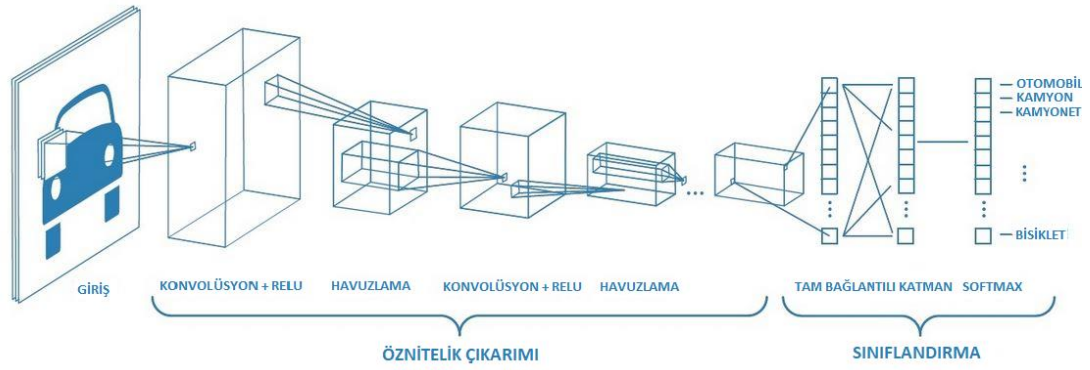 OTOMOBİL
KAMYON
KAMYONET
BİSİKLET
GİRİŞ
KONVOLÜSYON + RELU
HAVUZLAMA
KONVOLÜSYON + RELU
HAVUZLAMA
TAM BAĞLANTILI KATMAN
SOFTMAX
ÖZNİTELİK ÇIKARIMI
SINIFLANDIRMA